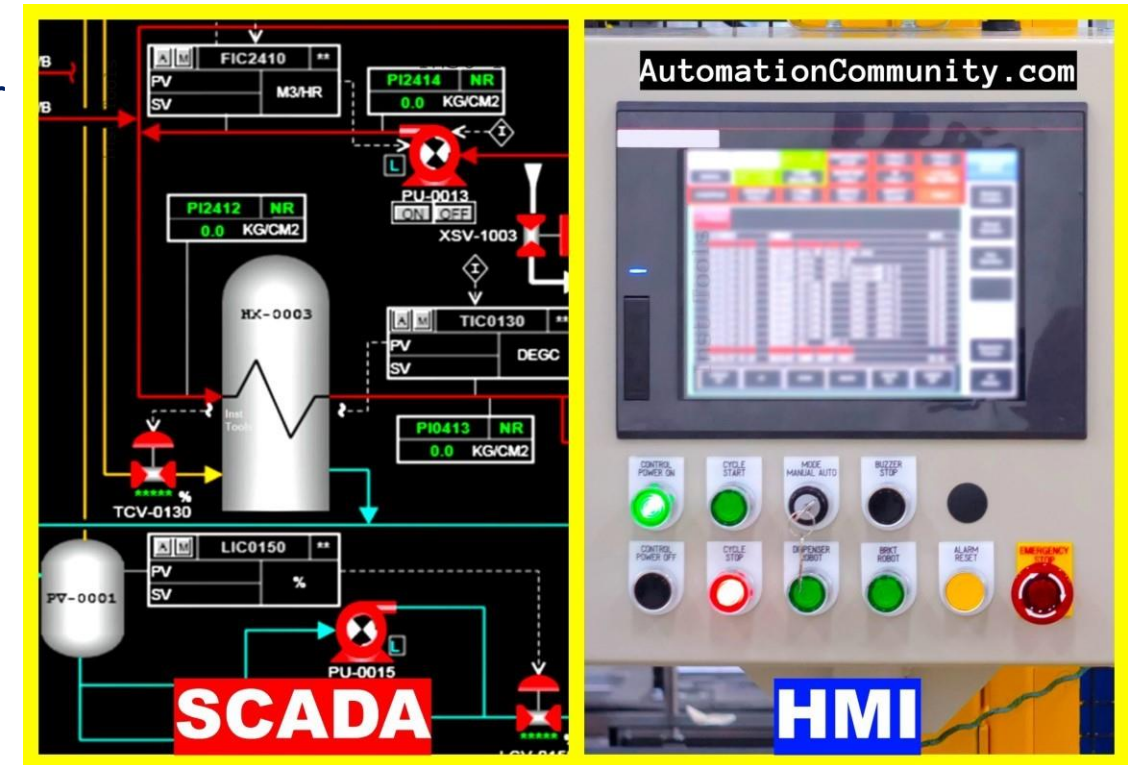 FIC2410 **
A M
PV
SV
M3/HR
PI2414 NR
0.0 KG/CM2
I
L
PU-0013
ON OFF
XSV-1003
PI2412 NR
0.0 KG/CM2
I
HX-0003
A M TIC0130 **
PV
SV
DEGC
Inst
Tools
PI0413 NR
0.0 KG/CM2
***** %
TCV-0130
A M LIC0150 **
PV
SV
%
PV-0001
L
PU-0015
SCADA
AutomationCommunity.com
CONTROL
POWER ON
CYCLE
START
MODE
MANUAL AUTO
BUZZER
STOP
CONTROL
POWER OFF
CYCLE
STOP
DISPENSER
ROBOT
BRKT
ROBOT
ALARM
RESET
EMERGENCY
STOP
HMI